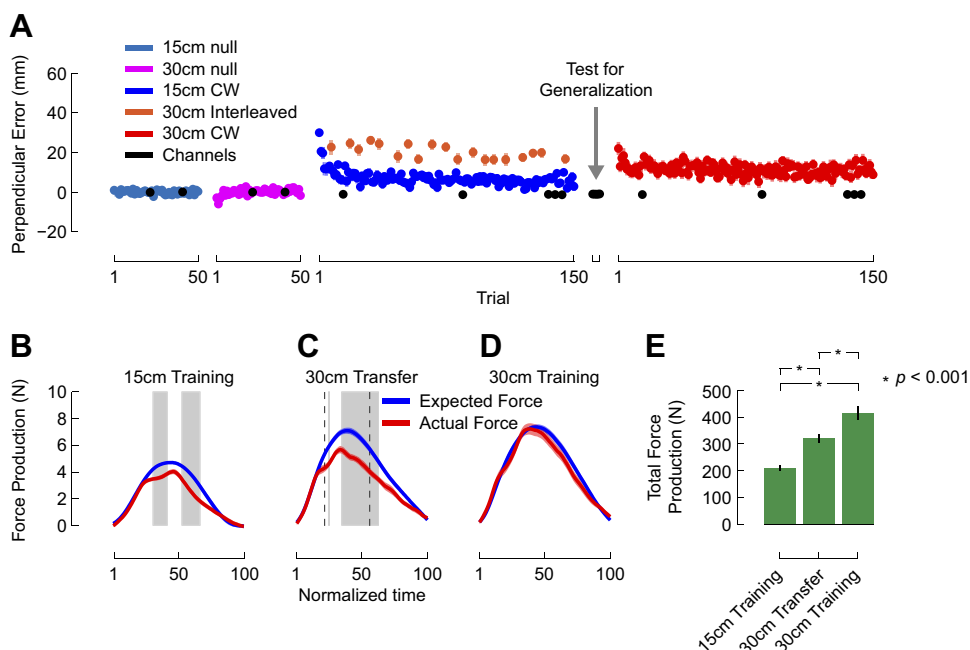 A
15cm null
30cm null
15cm CW
30cm Interleaved
30cm CW
Channels
Test for
Generalization
Perpendicular Error (mm)
60
40
20
0
−20
1 50 1 50 1 150 1 150
Trial
B
15cm Training
C
30cm Transfer
D
30cm Training
Expected Force
Actual Force
Force Production (N)
10
8
6
4
2
0
1 50 100 1 50 100 1 50 100
Normalized time
E
* p < 0.001
*
*
*
Total Force
Production (N)
500
400
300
200
100
0
15cm Training
30cm Transfer
30cm Training